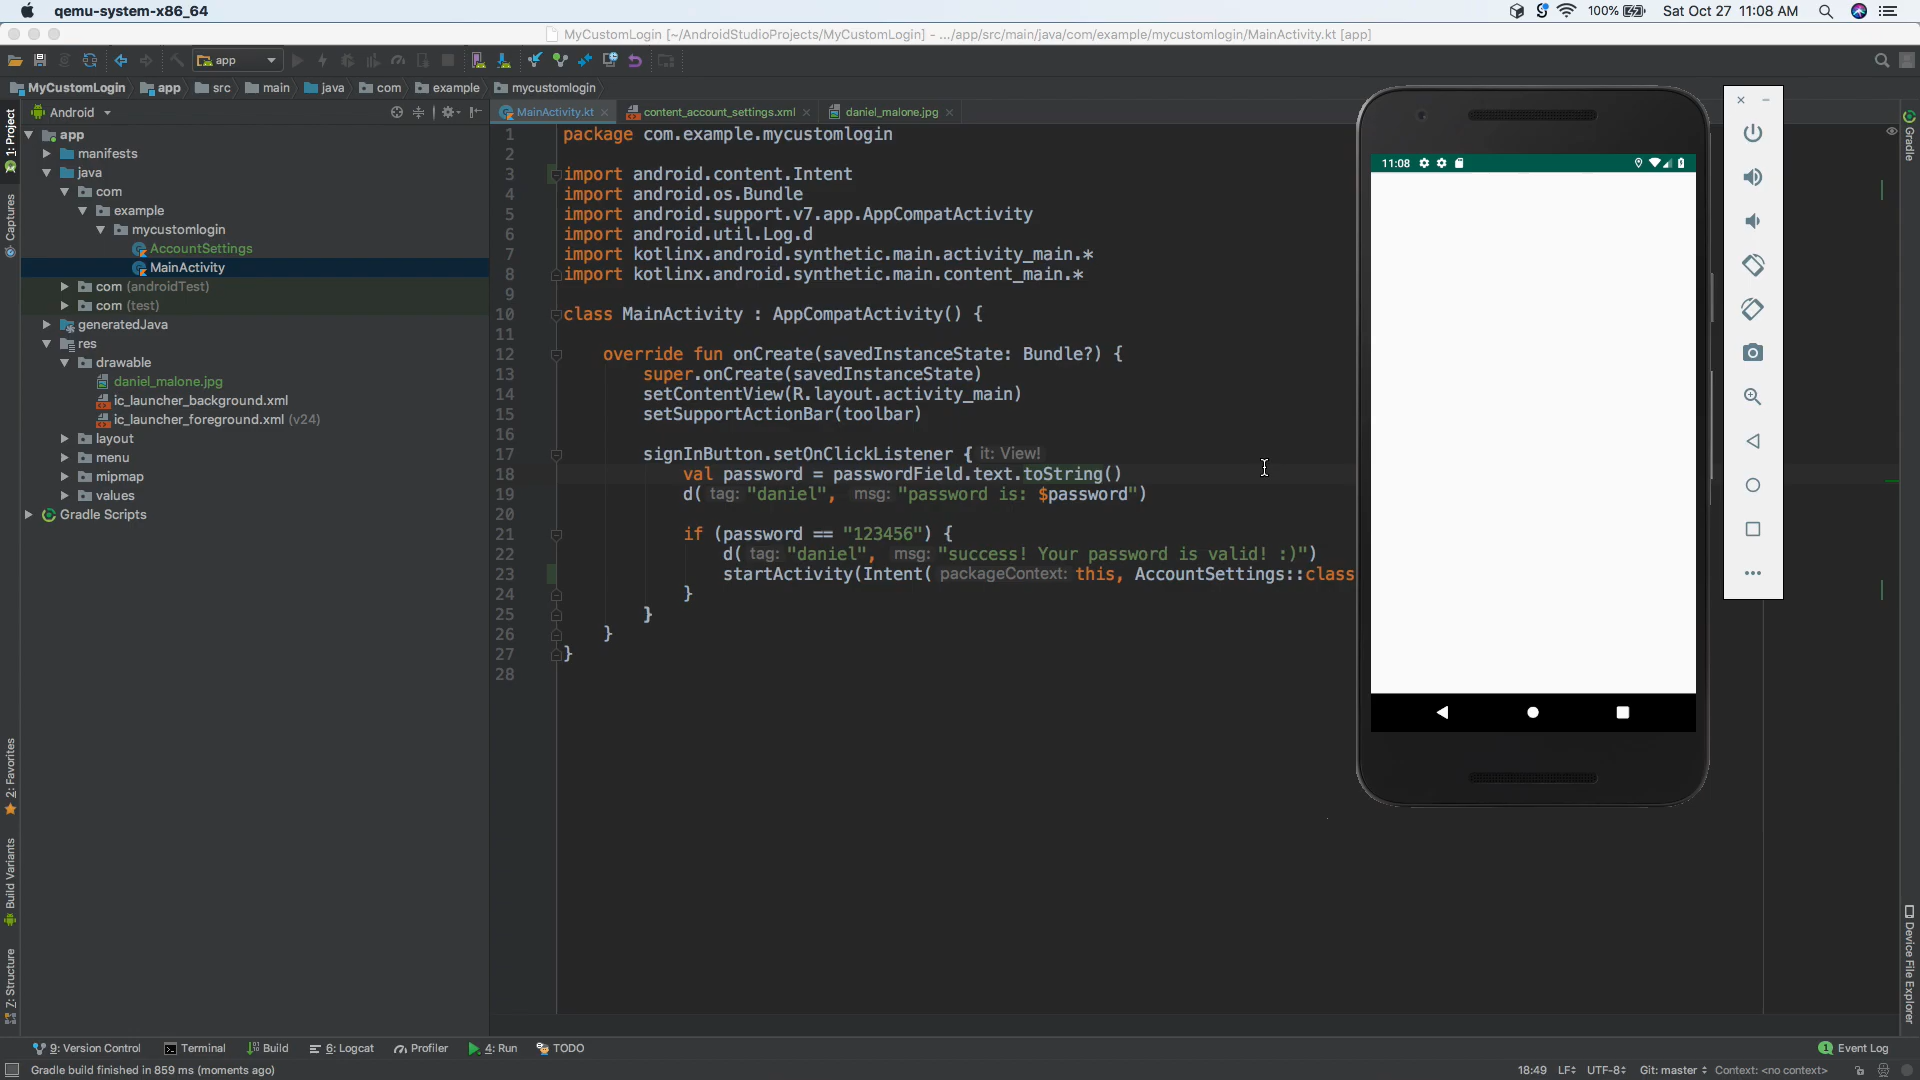 qemu-system-x86_64
100%
Sat Oct 27 11:08 AM
MyCustomLogin [~/AndroidStudioProjects/MyCustomLogin] - .../app/src/main/java/com/example/mycustomlogin/MainActivity.kt [app]
app
MyCustomLogin
app
src
main
java
com
example
mycustomlogin
1: Project
Captures
2: Favorites
Build Variants
7: Structure
Android
app
manifests
java
com
example
mycustomlogin
AccountSettings
MainActivity
com (androidTest)
com (test)
generatedJava
res
drawable
daniel_malone.jpg
ic_launcher_background.xml
ic_launcher_foreground.xml (v24)
layout
menu
mipmap
values
Gradle Scripts
MainActivity.kt
content_account_settings.xml
daniel_malone.jpg
1 package com.example.mycustomlogin
2
3 import android.content.Intent
4 import android.os.Bundle
5 import android.support.v7.app.AppCompatActivity
6 import android.util.Log.d
7 import kotlinx.android.synthetic.main.activity_main.*
8 import kotlinx.android.synthetic.main.content_main.*
9
10 class MainActivity : AppCompatActivity() {
11
12 override fun onCreate(savedInstanceState: Bundle?) {
13 super.onCreate(savedInstanceState)
14 setContentView(R.layout.activity_main)
15 setSupportActionBar(toolbar)
16
17 signInButton.setOnClickListener { it: View!
18 val password = passwordField.text.toString()
19 d( tag: "daniel", msg: "password is: $password")
20
21 if (password == "123456") {
22 d( tag: "daniel", msg: "success! Your password is valid! :)")
23 startActivity(Intent( packageContext: this, AccountSettings::class
24 }
25 }
26 }
27 }
28
11:08
Gradle
Device File Explorer
9: Version Control
Terminal
Build
6: Logcat
Profiler
4: Run
TODO
1 Event Log
Gradle build finished in 859 ms (moments ago)
18:49
LF
UTF-8
Git: master
Context: <no context>